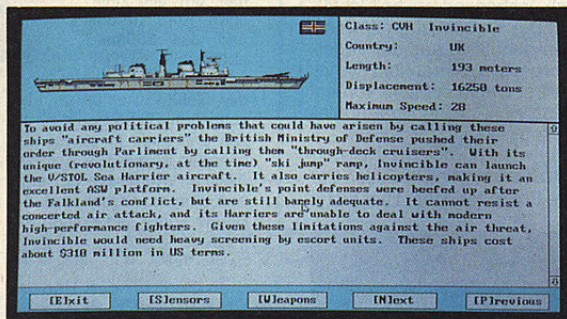 Class: CVH Invincible
Country: UK
Length: 193 meters
Displacement: 16250 tons
Maximum Speed: 28
To avoid any political problems that could have arisen by calling these
ships "aircraft carriers" the British Ministry of Defense pushed their
order through Parliment by calling them "through-deck cruisers". With its
unique (revolutionary, at the time) "ski jump" ramp, Invincible can launch
the V/STOL Sea Harrier aircraft. It also carries helicopters, making it an
excellent ASW platform. Invincible's point defenses were beefed up after
the Falkland's conflict, but are still barely adequate. It cannot resist a
concerted air attack, and its Harriers are unable to deal with modern
high-performance fighters. Given these limitations against the air threat,
Invincible would need heavy screening by escort units. These ships cost
about $310 million in US terms.
[E]xit [S]ensors [W]eapons [N]ext [P]revious